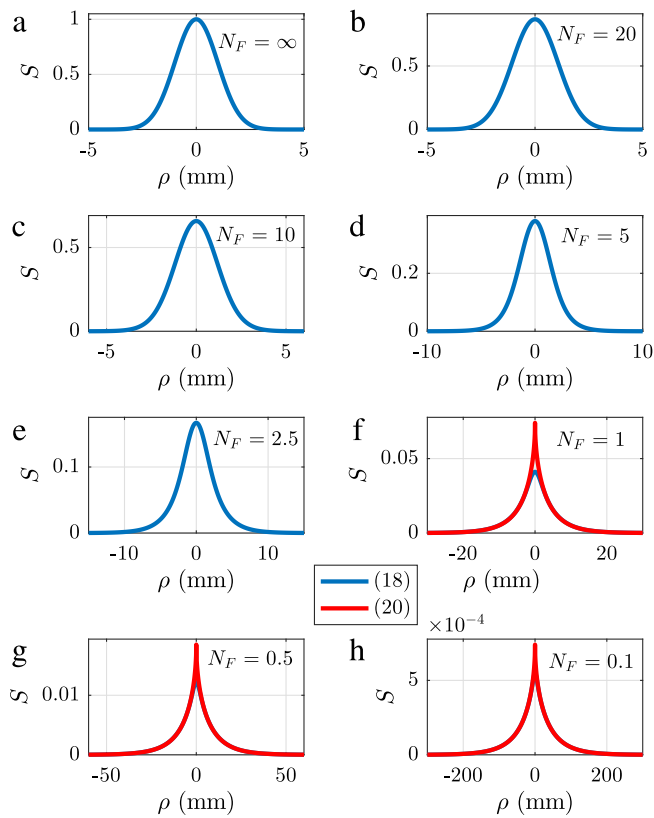 a
N_F = ∞
1
0.5
0
S
-5 0 5
ρ (mm)
b
N_F = 20
0.5
0
S
-5 0 5
ρ (mm)
c
N_F = 10
0.5
0
S
-5 0 5
ρ (mm)
d
N_F = 5
0.2
0
S
-10 0 10
ρ (mm)
e
N_F = 2.5
0.1
0
S
-10 0 10
ρ (mm)
f
N_F = 1
0.05
0
S
-20 0 20
ρ (mm)
(18)
(20)
g
N_F = 0.5
0.01
0
S
-50 0 50
ρ (mm)
h
×10⁻⁴
N_F = 0.1
5
0
S
-200 0 200
ρ (mm)